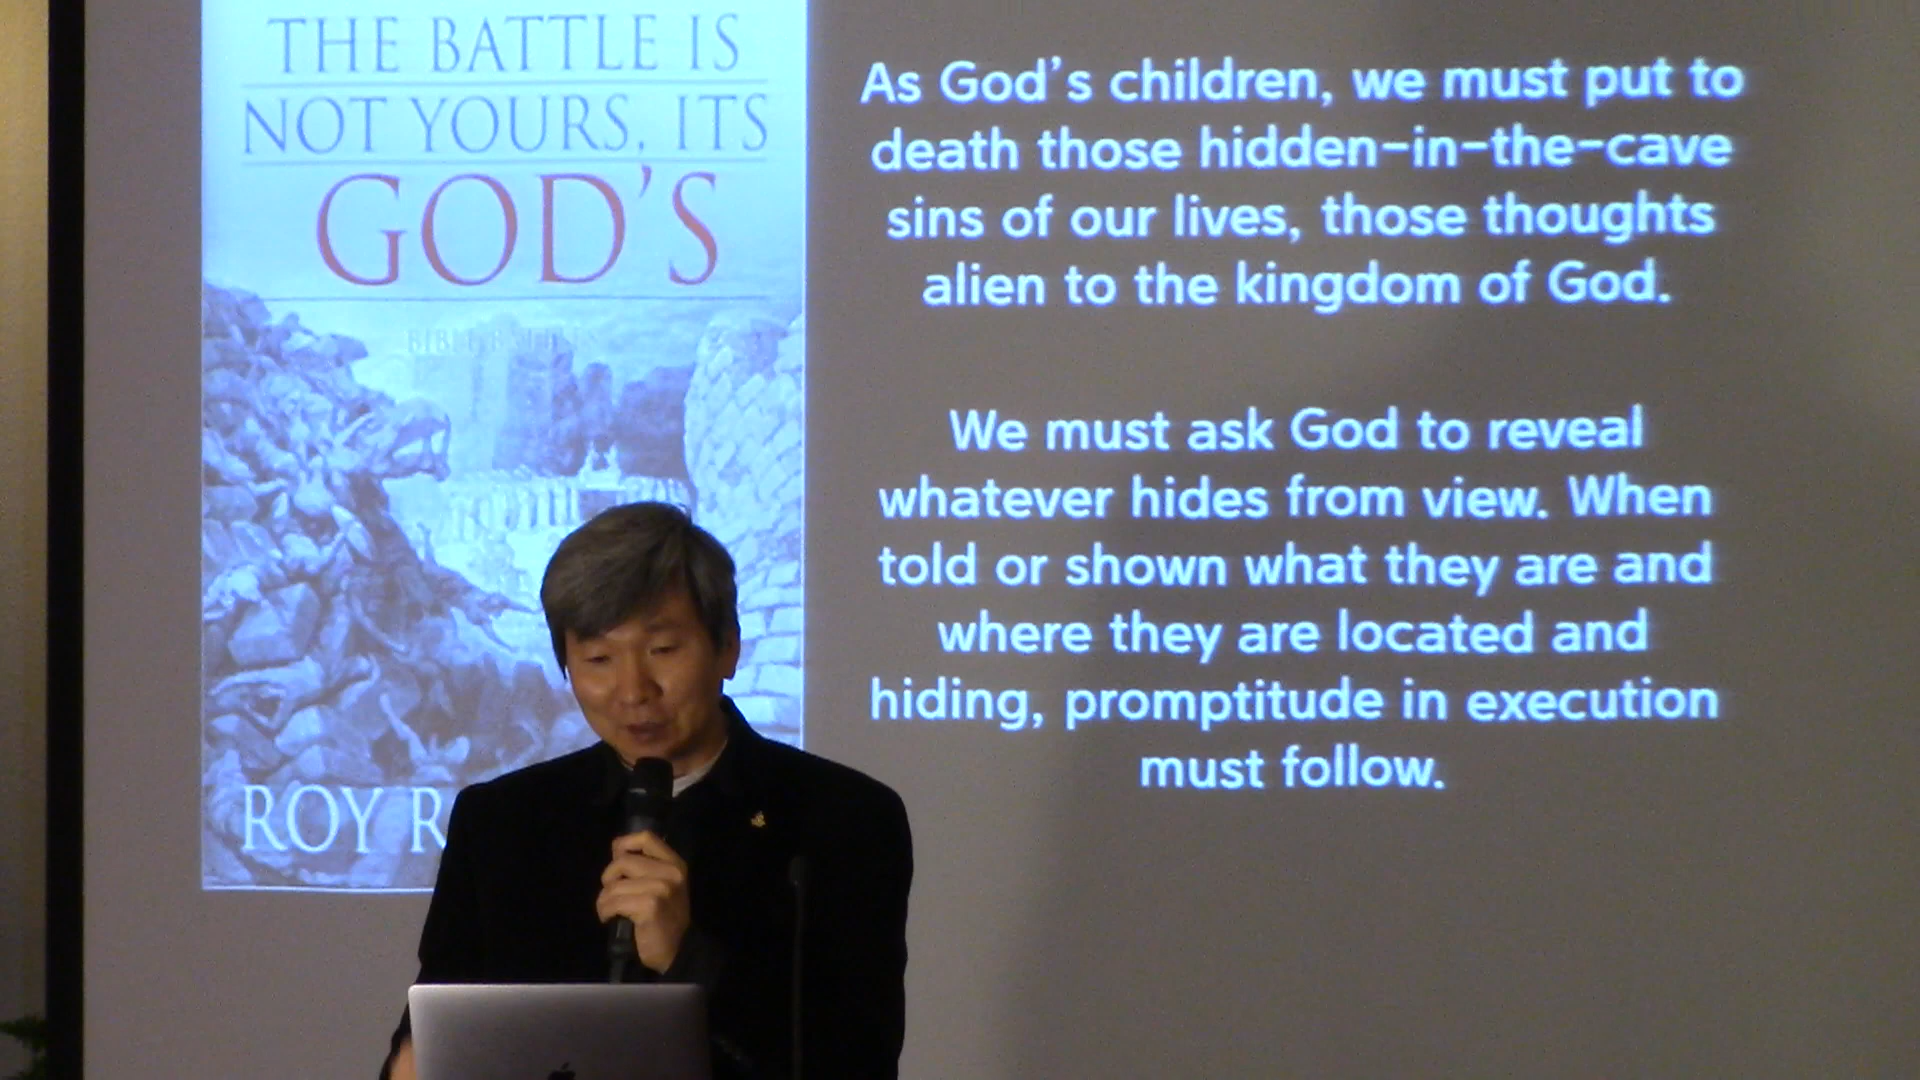 THE BATTLE IS
NOT YOURS, ITS
GOD'S
BIBLE BATTLES
ROY R
As God's children, we must put to
death those hidden-in-the-cave
sins of our lives, those thoughts
alien to the kingdom of God.
We must ask God to reveal
whatever hides from view. When
told or shown what they are and
where they are located and
hiding, promptitude in execution
must follow.